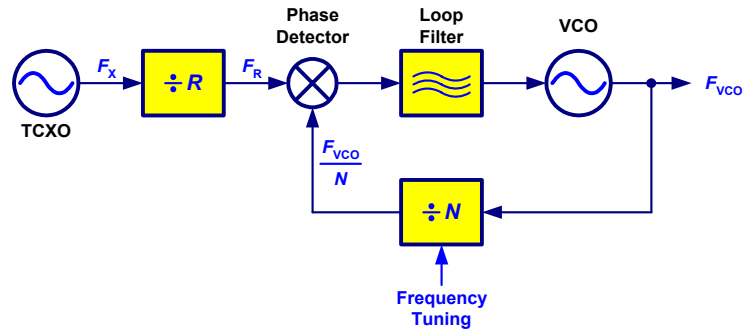 Phase
Detector
Loop
Filter
VCO
F_X
÷ R
F_R
F_VCO
TCXO
F_VCO
N
÷ N
Frequency
Tuning